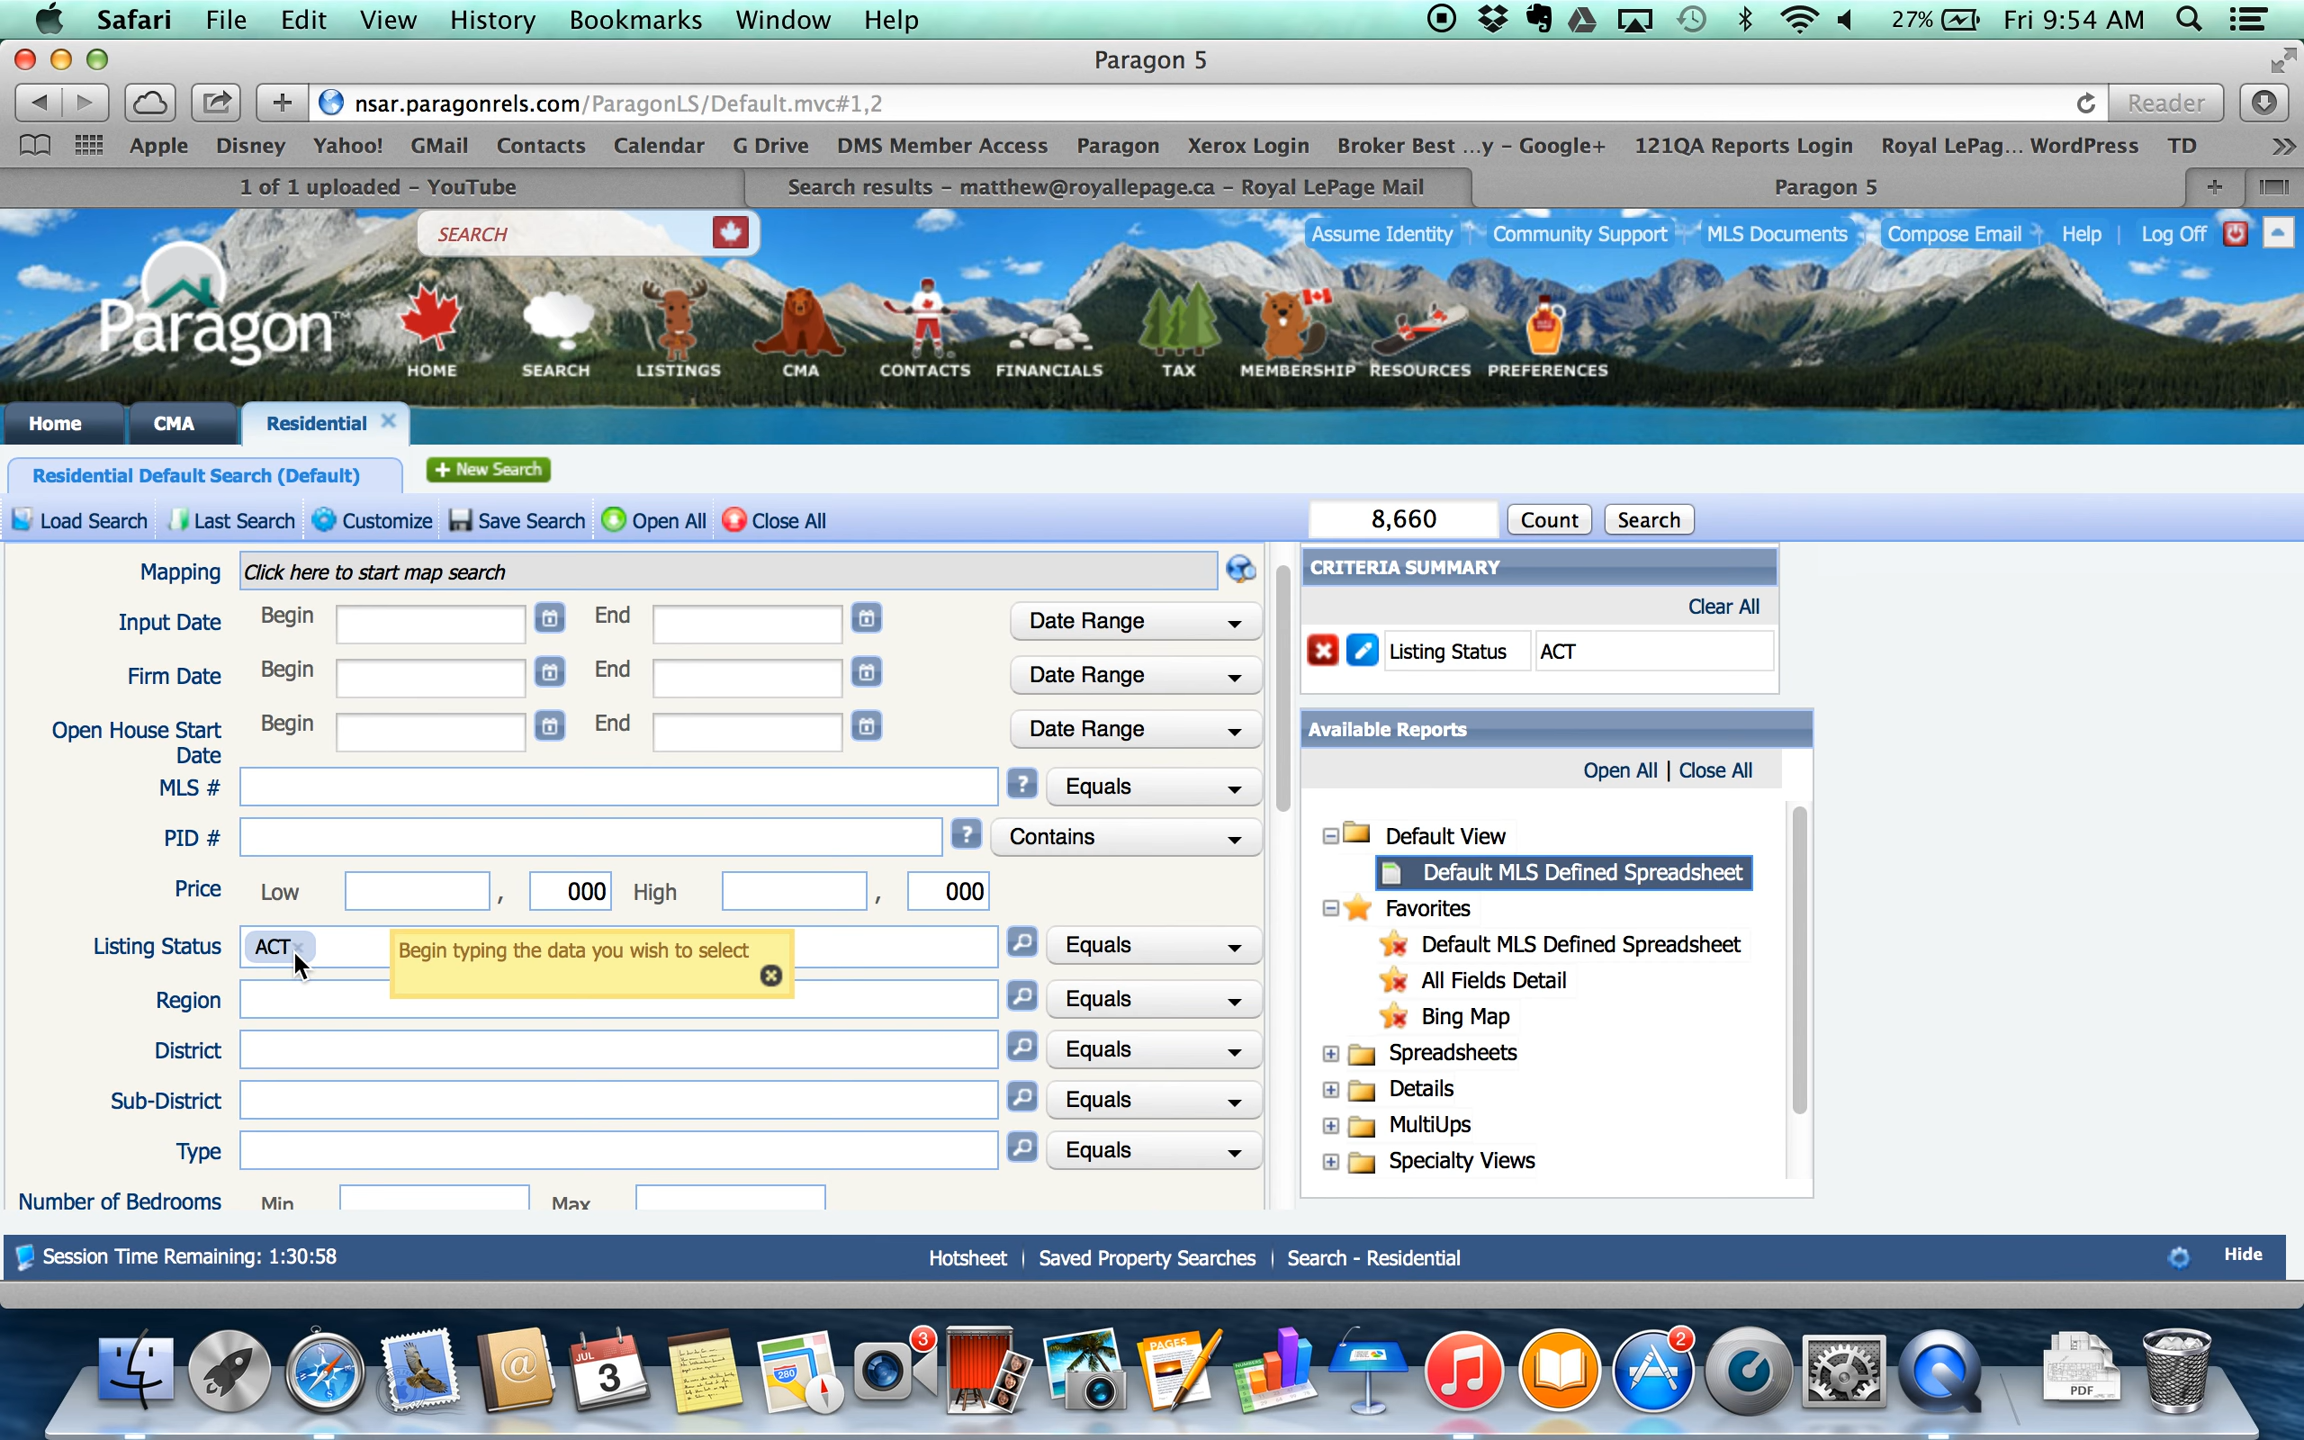 Safari File Edit View History Bookmarks Window Help 27% Fri 9:54 AM
Paragon 5
nsar.paragonrels.com/ParagonLS/Default.mvc#1,2 Reader
Apple Disney Yahoo! GMail Contacts Calendar G Drive DMS Member Access Paragon Xerox Login Broker Best ...y – Google+ 121QA Reports Login Royal LePag... WordPress TD
1 of 1 uploaded – YouTube Search results – matthew@royallepage.ca – Royal LePage Mail Paragon 5
SEARCH Assume Identity Community Support MLS Documents Compose Email Help | Log Off
Paragon™
HOME SEARCH LISTINGS CMA CONTACTS FINANCIALS TAX MEMBERSHIP RESOURCES PREFERENCES
Home CMA Residential
Residential Default Search (Default) + New Search
Load Search Last Search Customize Save Search Open All Close All 8,660 Count Search
Mapping Click here to start map search
Input Date Begin End Date Range
Firm Date Begin End Date Range
Open House Start Date Begin End Date Range
MLS # ? Equals
PID # ? Contains
Price Low , 000 High , 000
Listing Status ACT Begin typing the data you wish to select Equals
Region Equals
District Equals
Sub-District Equals
Type Equals
Number of Bedrooms Min Max
CRITERIA SUMMARY
Clear All
Listing Status ACT
Available Reports
Open All | Close All
Default View
Default MLS Defined Spreadsheet
Favorites
Default MLS Defined Spreadsheet
All Fields Detail
Bing Map
Spreadsheets
Details
MultiUps
Specialty Views
Session Time Remaining: 1:30:58 Hotsheet | Saved Property Searches | Search - Residential Hide
JUL
3
280
3
PAGES
NUMBERS
2
PDF